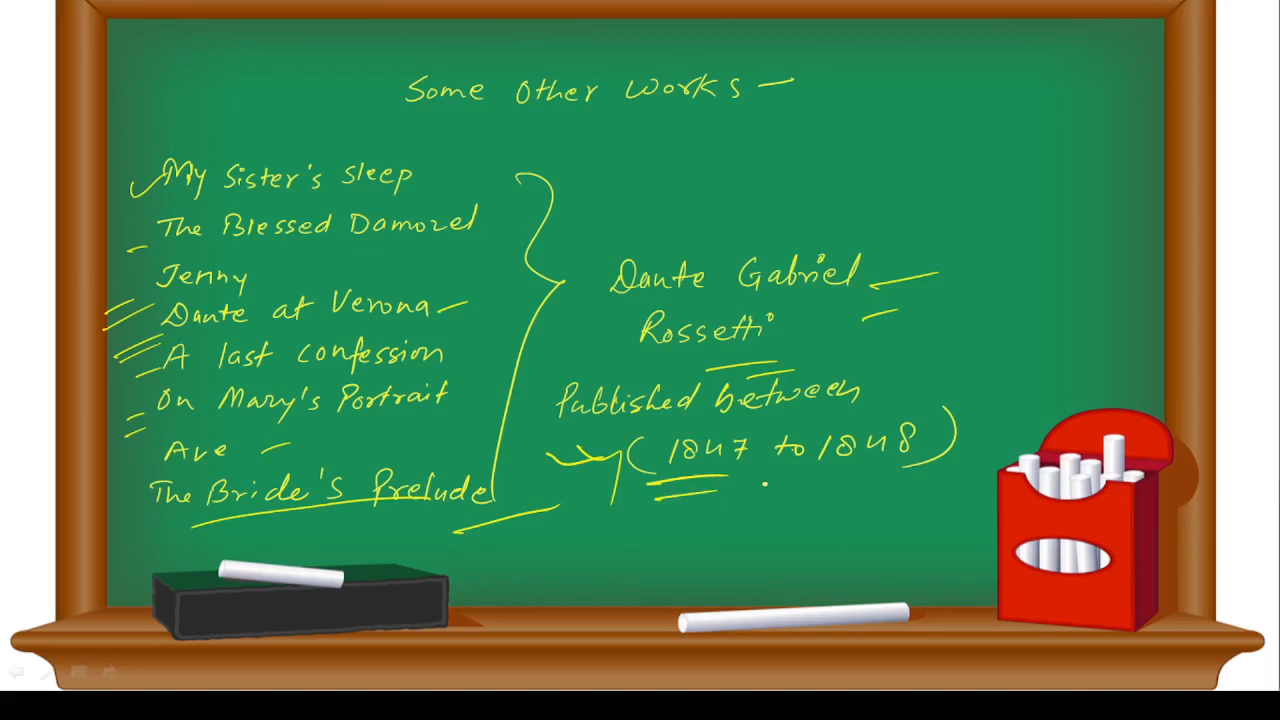 Some Other Works -
My Sister's Sleep
The Blessed Damozel
Jenny
Dante at Verona -
A last confession
On Mary's Portrait
Ave -
The Bride's Prelude
Dante Gabriel -
Rossetti
Published between
(1847 to 1848)